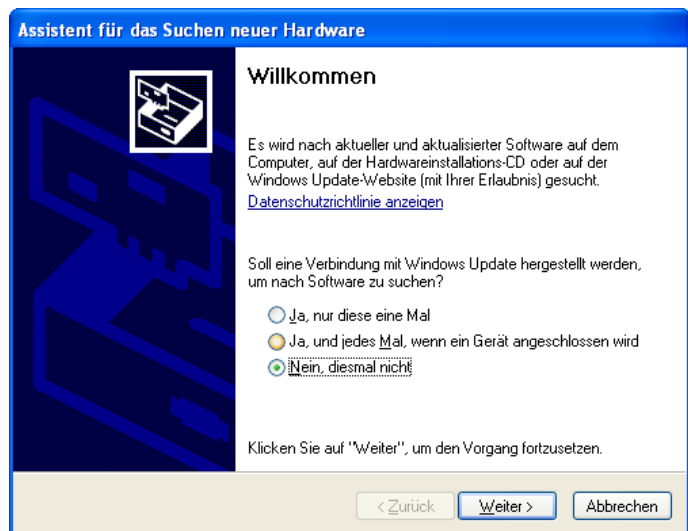 Assistent für das Suchen neuer Hardware
Willkommen
Es wird nach aktueller und aktualisierter Software auf dem
Computer, auf der Hardwareinstallations-CD oder auf der
Windows Update-Website (mit Ihrer Erlaubnis) gesucht.
Datenschutzrichtlinie anzeigen
Soll eine Verbindung mit Windows Update hergestellt werden,
um nach Software zu suchen?
Ja, nur diese eine Mal
Ja, und jedes Mal, wenn ein Gerät angeschlossen wird
Nein, diesmal nicht
Klicken Sie auf "Weiter", um den Vorgang fortzusetzen.
< Zurück Weiter > Abbrechen